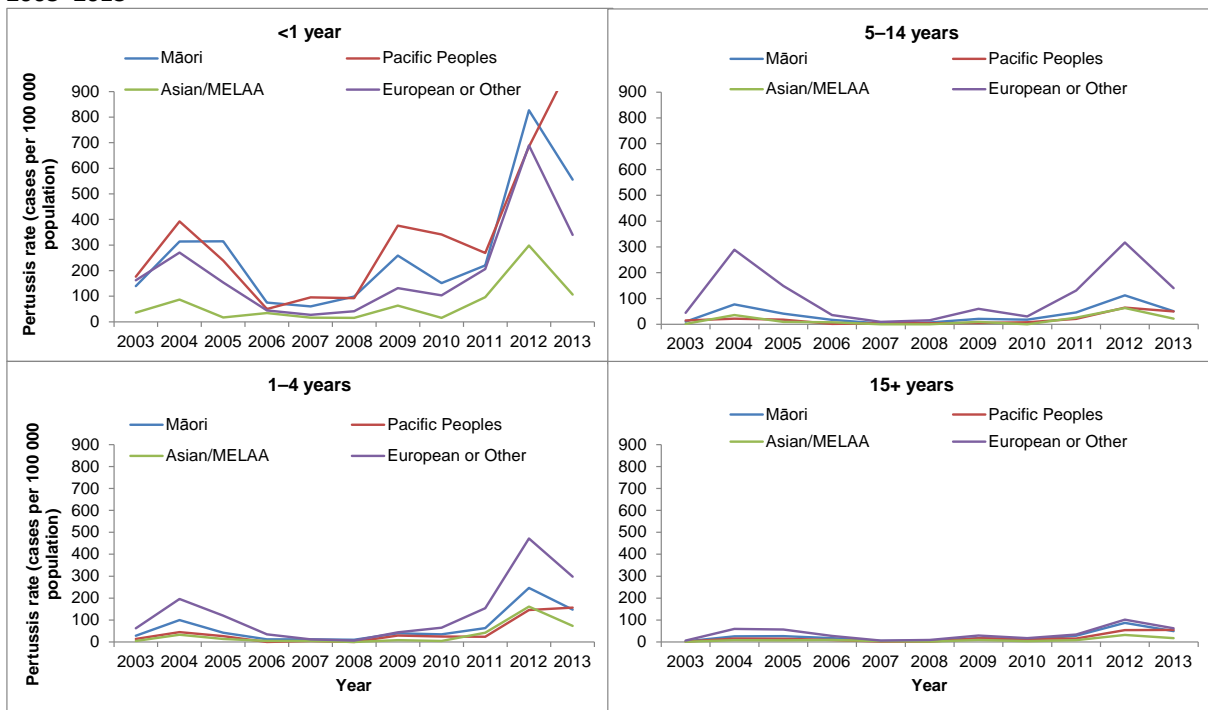 <1 year
Māori
Pacific Peoples
Asian/MELAA
European or Other
Pertussis rate (cases per 100 000 population)
900
800
700
600
500
400
300
200
100
0
2003 2004 2005 2006 2007 2008 2009 2010 2011 2012 2013
5–14 years
Māori
Pacific Peoples
Asian/MELAA
European or Other
900
800
700
600
500
400
300
200
100
0
2003 2004 2005 2006 2007 2008 2009 2010 2011 2012 2013
1–4 years
Māori
Pacific Peoples
Asian/MELAA
European or Other
Pertussis rate (cases per 100 000 population)
900
800
700
600
500
400
300
200
100
0
2003 2004 2005 2006 2007 2008 2009 2010 2011 2012 2013
Year
15+ years
Māori
Pacific Peoples
Asian/MELAA
European or Other
900
800
700
600
500
400
300
200
100
0
2003 2004 2005 2006 2007 2008 2009 2010 2011 2012 2013
Year